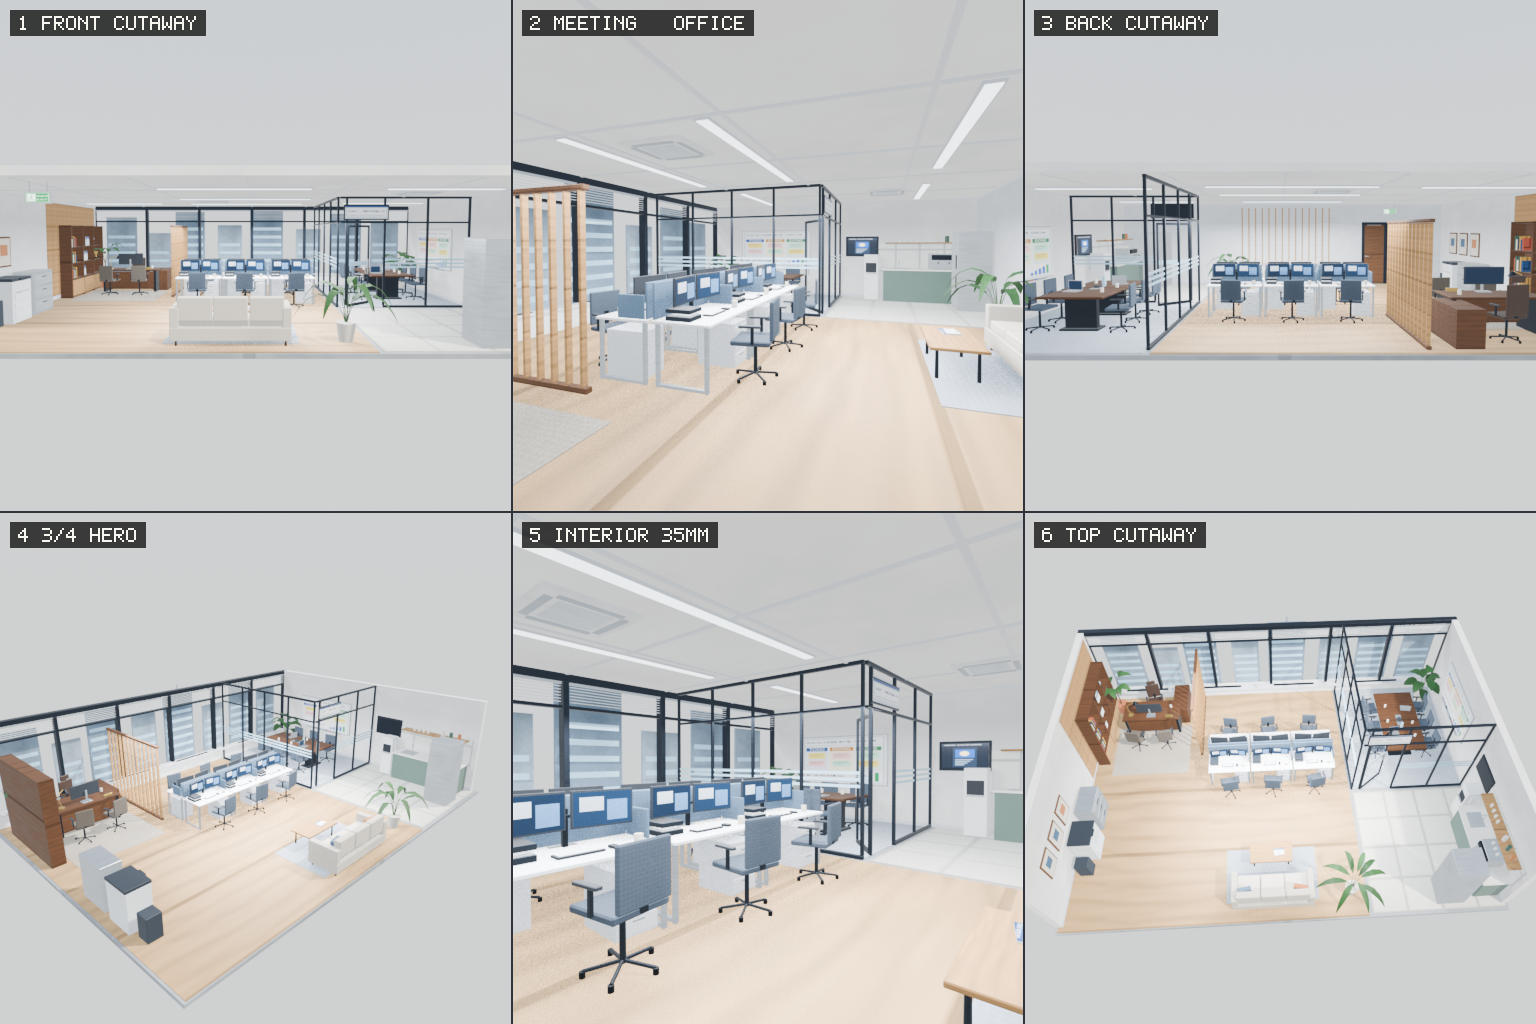 1 FRONT CUTAWAY
2 MEETING   OFFICE
3 BACK CUTAWAY
4 3/4 HERO
5 INTERIOR 35MM
6 TOP CUTAWAY